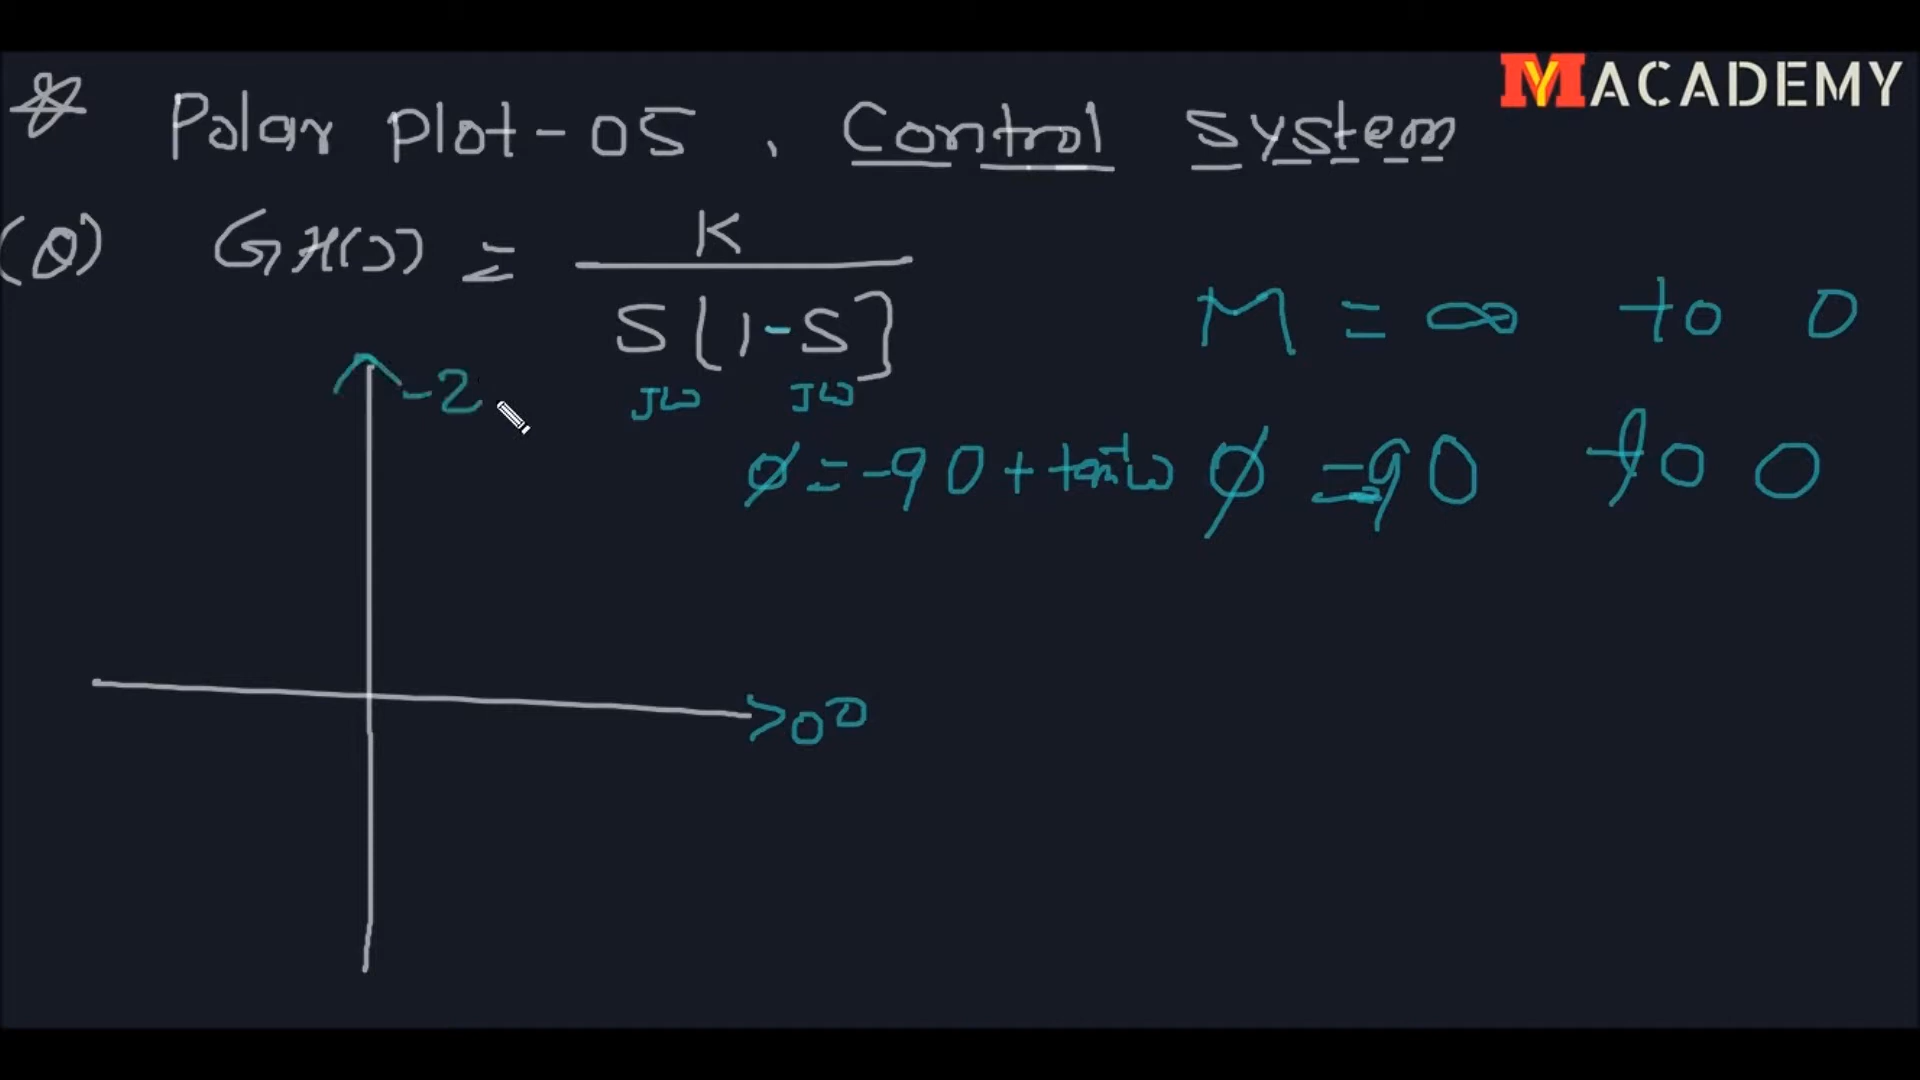 MACADEMY
Polar plot-05, Control System
(Q) GH(s) = K / S[1-S]
M = ∞ to 0
-2
jω jω
φ = -90 + tan⁻¹ω φ = -90 to 0
0°